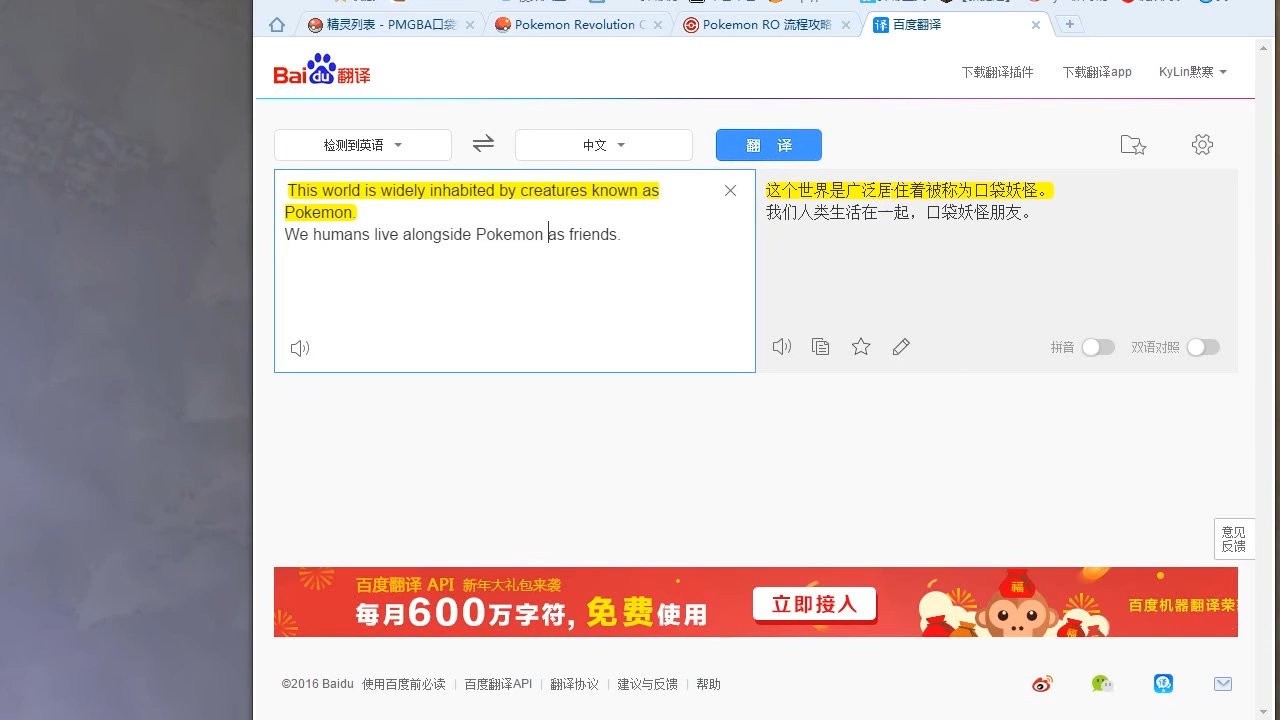 精灵列表 - PMGBA口袋
Pokemon Revolution
Pokemon RO 流程攻略
译 百度翻译
Baidu翻译
下载翻译插件
下载翻译app
KyLin默寒
检测到英语
中文
翻 译
This world is widely inhabited by creatures known as
Pokemon.
We humans live alongside Pokemon as friends.
这个世界是广泛居住着被称为口袋妖怪。
我们人类生活在一起，口袋妖怪朋友。
拼音
双语对照
意见
反馈
百度翻译 API 新年大礼包来袭
每月600万字符, 免费使用
立即接入
福
百度机器翻译荣
©2016 Baidu 使用百度前必读 | 百度翻译API | 翻译协议 | 建议与反馈 | 帮助